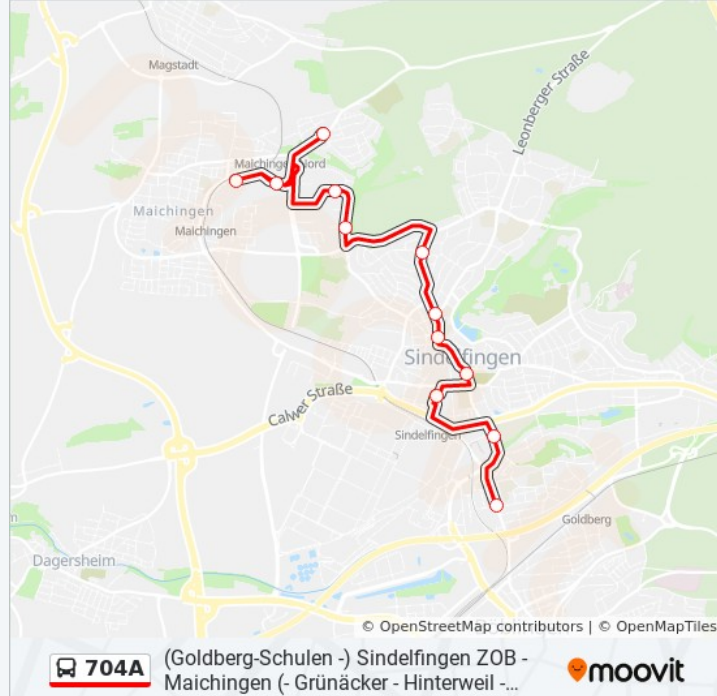 Magstadt
Leonberger Straße
Maichingen Nord
Maichingen
Maichingen
Sindelfingen
Calwer Straße
Sindelfingen
Goldberg
Dagersheim
© OpenStreetMap contributors | © OpenMapTiles
704A
(Goldberg-Schulen -) Sindelfingen ZOB -
Maichingen (- Grünäcker - Hinterweil -...
moovit